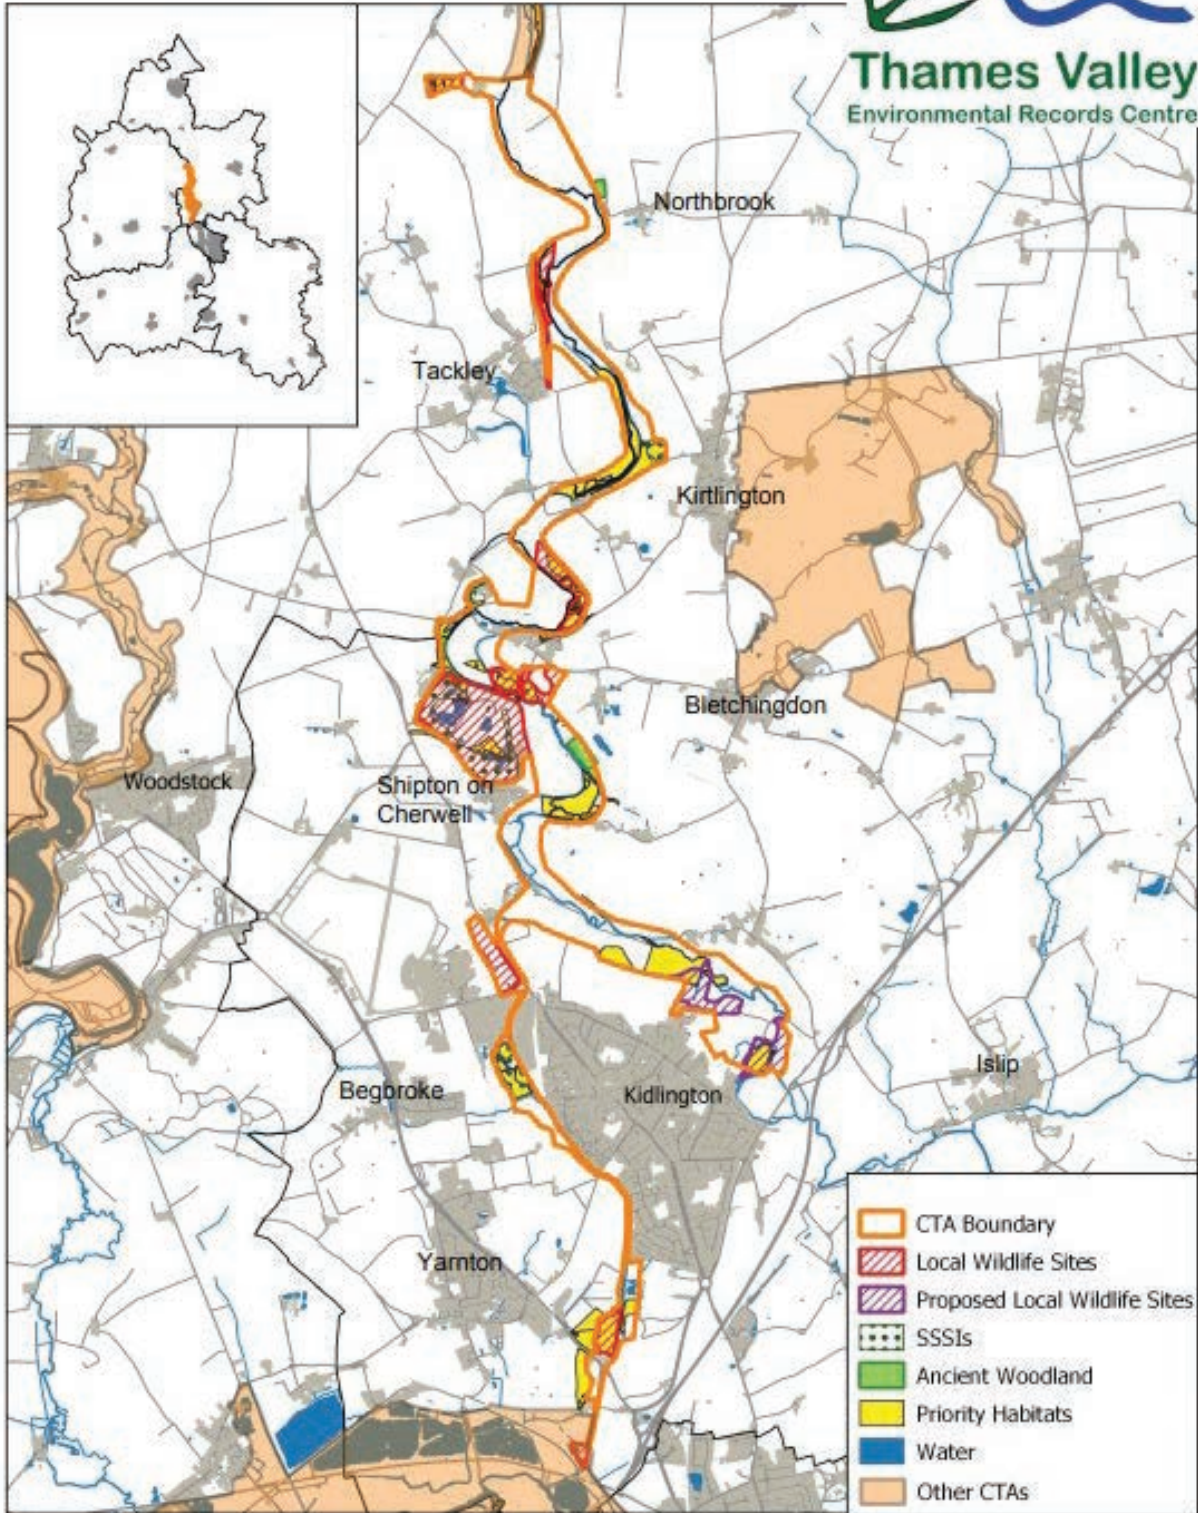 Thames Valley
Environmental Records Centre
Northbrook
Tackley
Kirtlington
Bletchingdon
Woodstock
Shipton on
Cherwell
Begbroke
Kidlington
Islip
Yarnton
CTA Boundary
Local Wildlife Sites
Proposed Local Wildlife Sites
SSSIs
Ancient Woodland
Priority Habitats
Water
Other CTAs